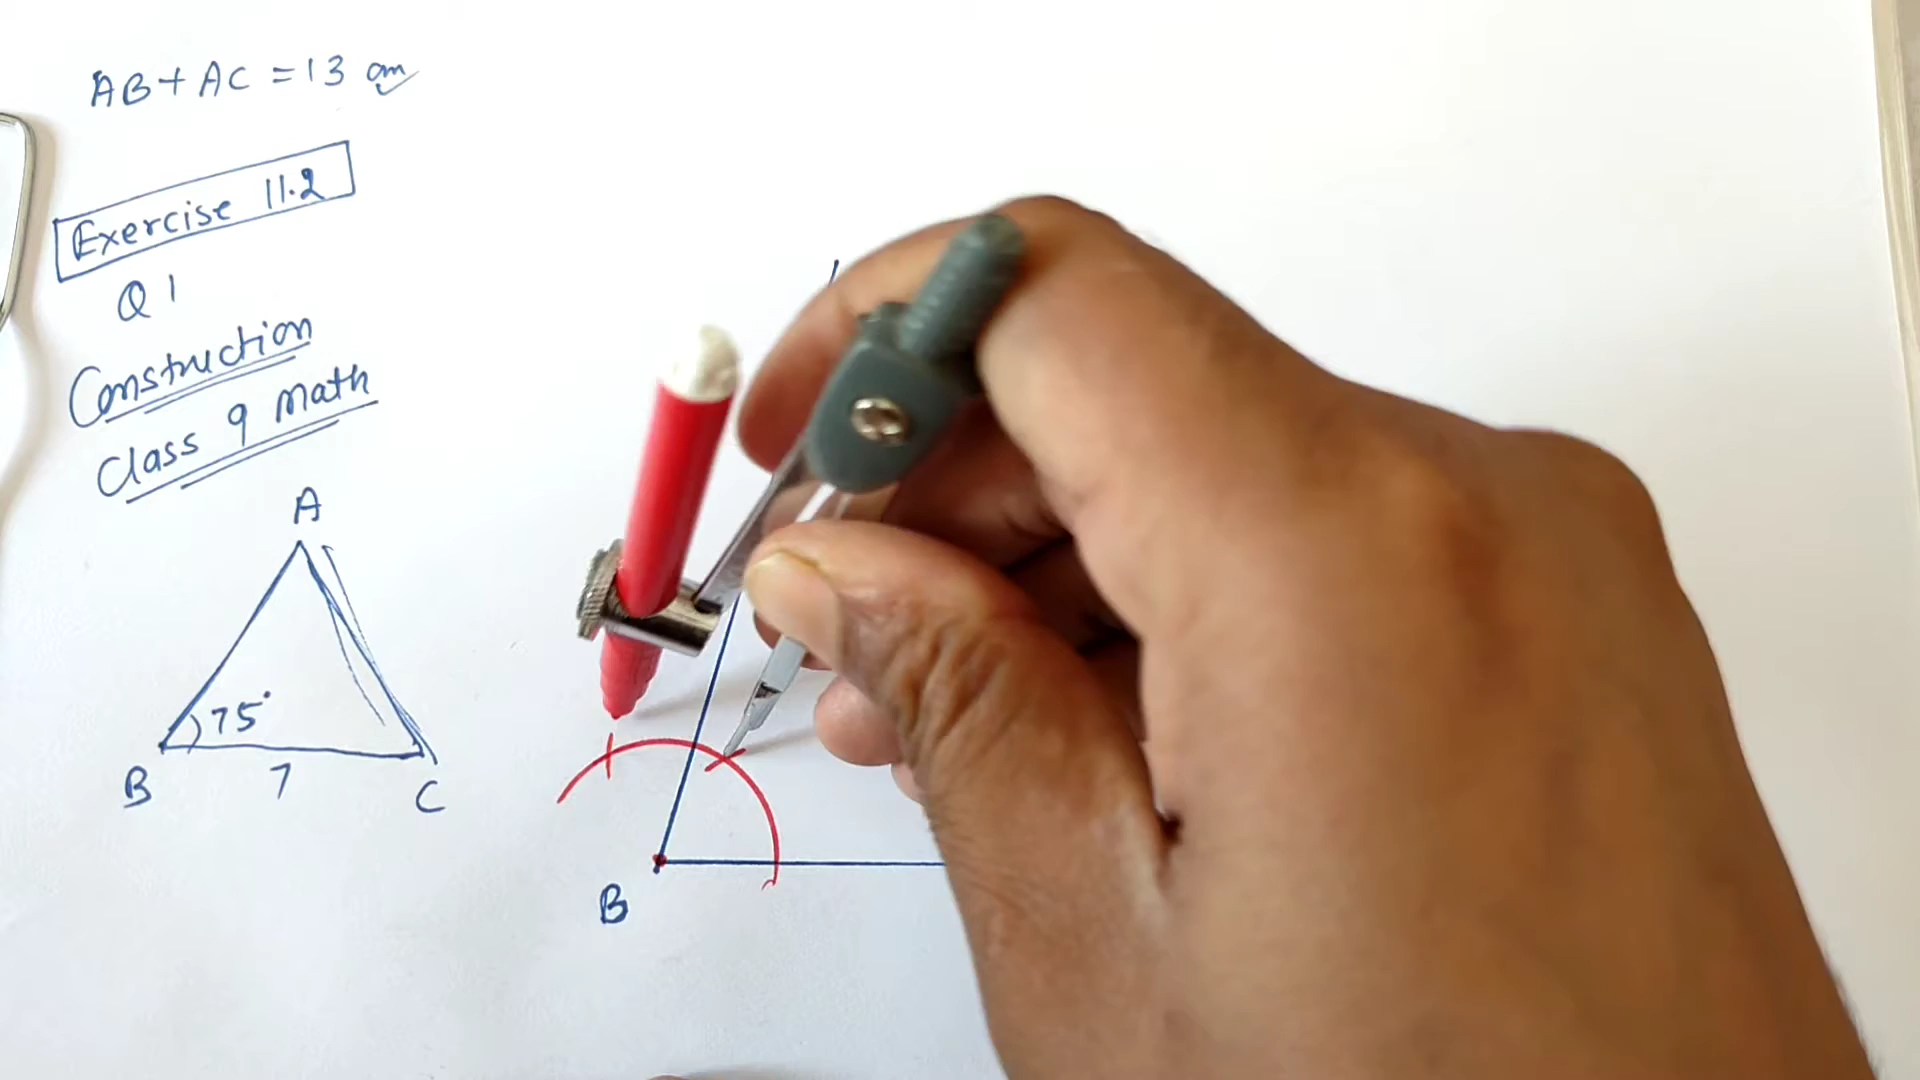 AB + AC = 13 cm
Exercise 11.2
Q 1
Construction
Class 9 math
A
75°
B
7
C
B